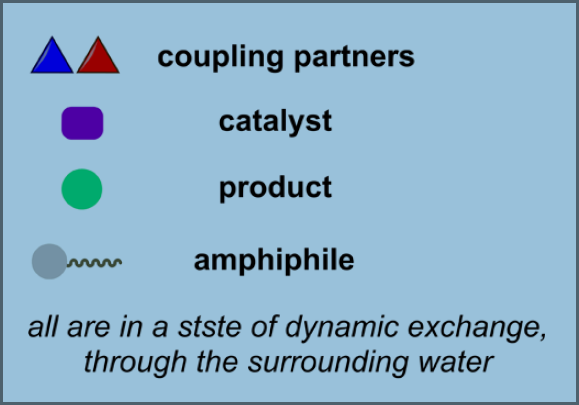 coupling partners
catalyst
product
amphiphile
all are in a stste of dynamic exchange,
through the surrounding water